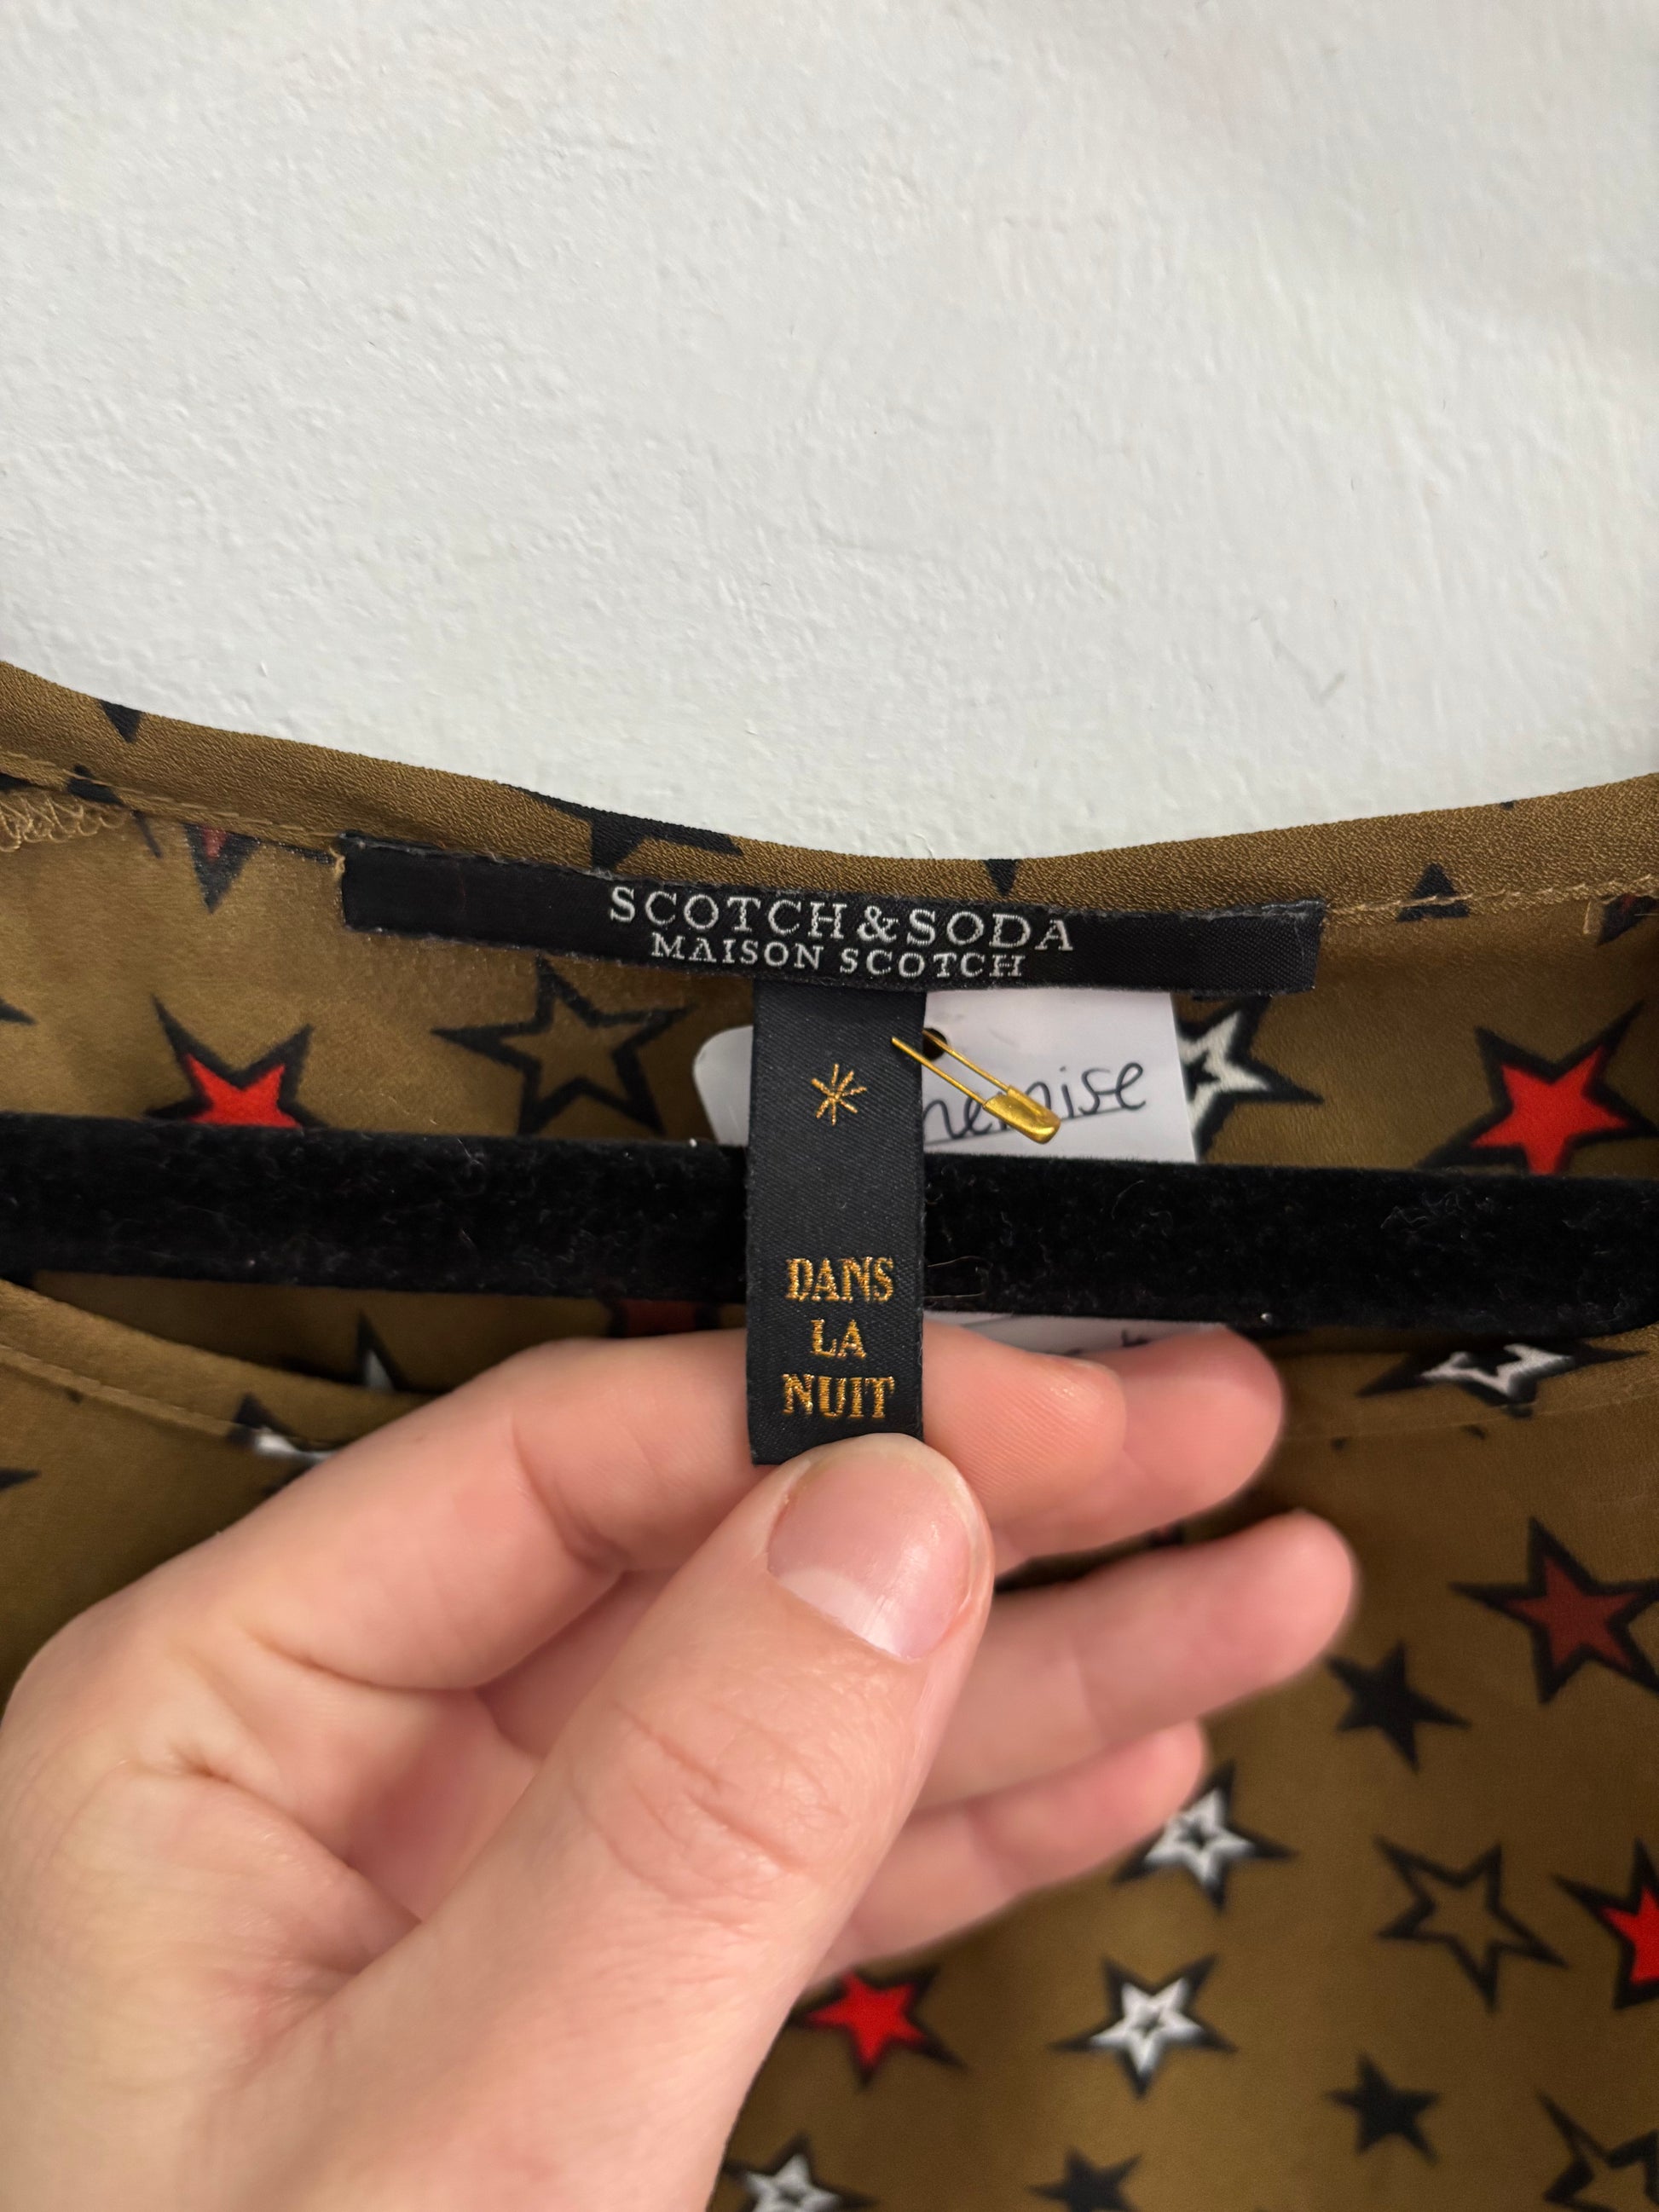 SCOTCH & SODA
MAISON SCOTCH
DANS
LA
NUIT